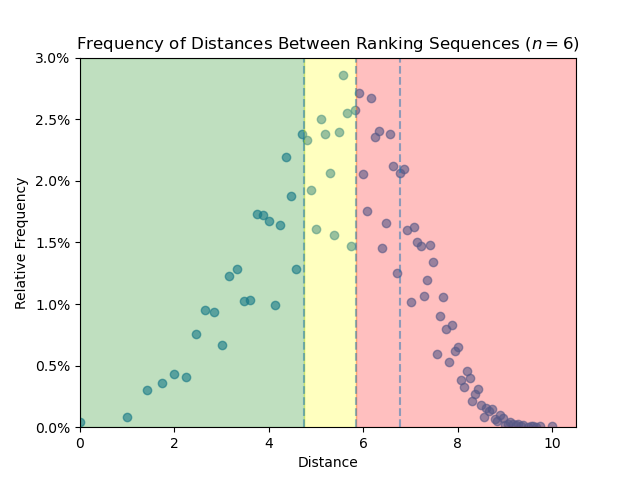 Frequency of Distances Between Ranking Sequences (n = 6)
3.0%
2.5%
2.0%
1.5%
1.0%
0.5%
0.0%
Relative Frequency
0 2 4 6 8 10
Distance